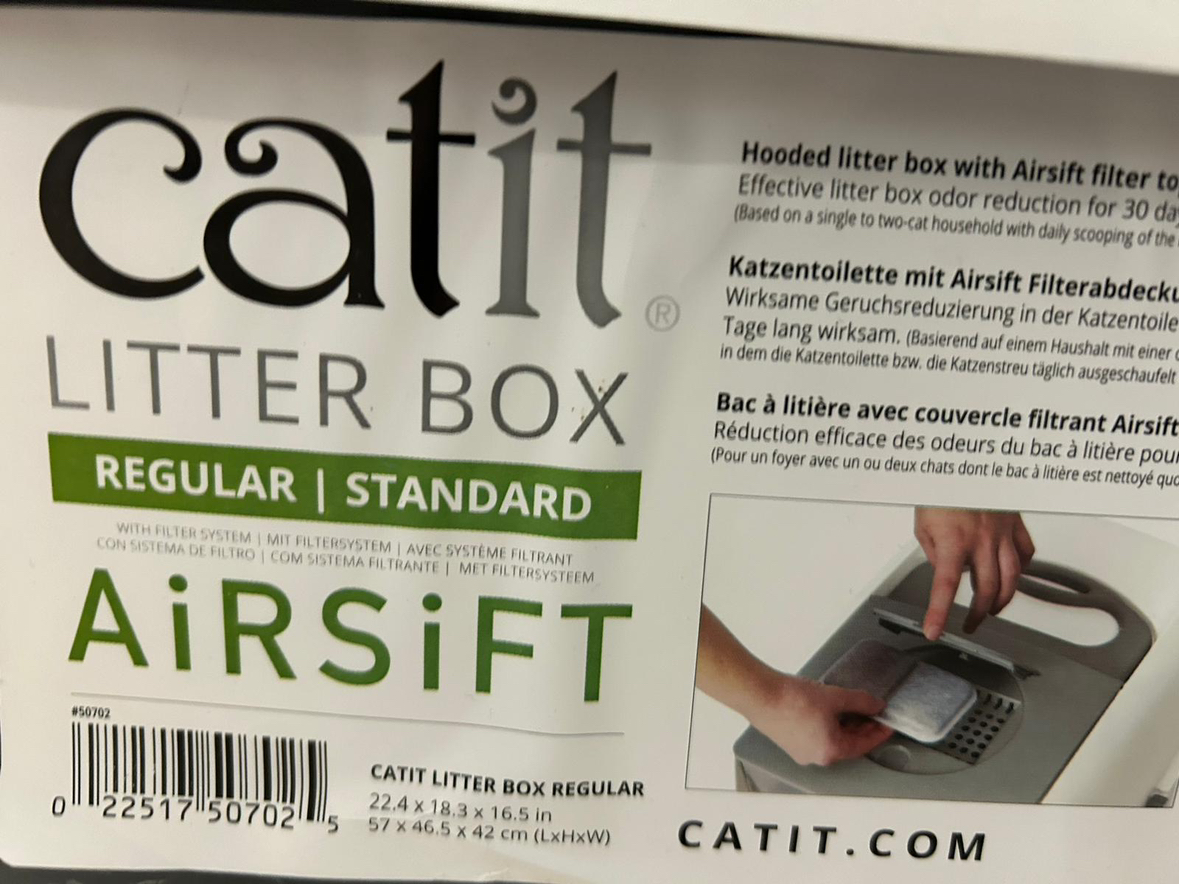 catit®
LITTER BOX
REGULAR | STANDARD
WITH FILTER SYSTEM | MIT FILTERSYSTEM | AVEC SYSTÈME FILTRANT
CON SISTEMA DE FILTRO | COM SISTEMA FILTRANTE | MET FILTERSYSTEEM
AiRSiFT
#50702
0 22517 50702 5
CATIT LITTER BOX REGULAR
22.4 x 18.3 x 16.5 in
57 x 46.5 x 42 cm (LxHxW)
Hooded litter box with Airsift filter
Effective litter box odor reduction for 30
(Based on a single to two-cat household with daily scooping of the
Katzentoilette mit Airsift
Wirksame Geruchsreduzierung in der
Tage lang wirksam. (Basierend auf einem Haushalt mit einer
in dem die Katzentoilette bzw. die Katzenstreu täglich ausgeschaufelt
Bac à litière avec couvercle filtrant Airsift
Réduction efficace des odeurs du bac à litière
(Pour un foyer avec un ou deux chats dont le bac à litière est nettoyé
CATIT.COM